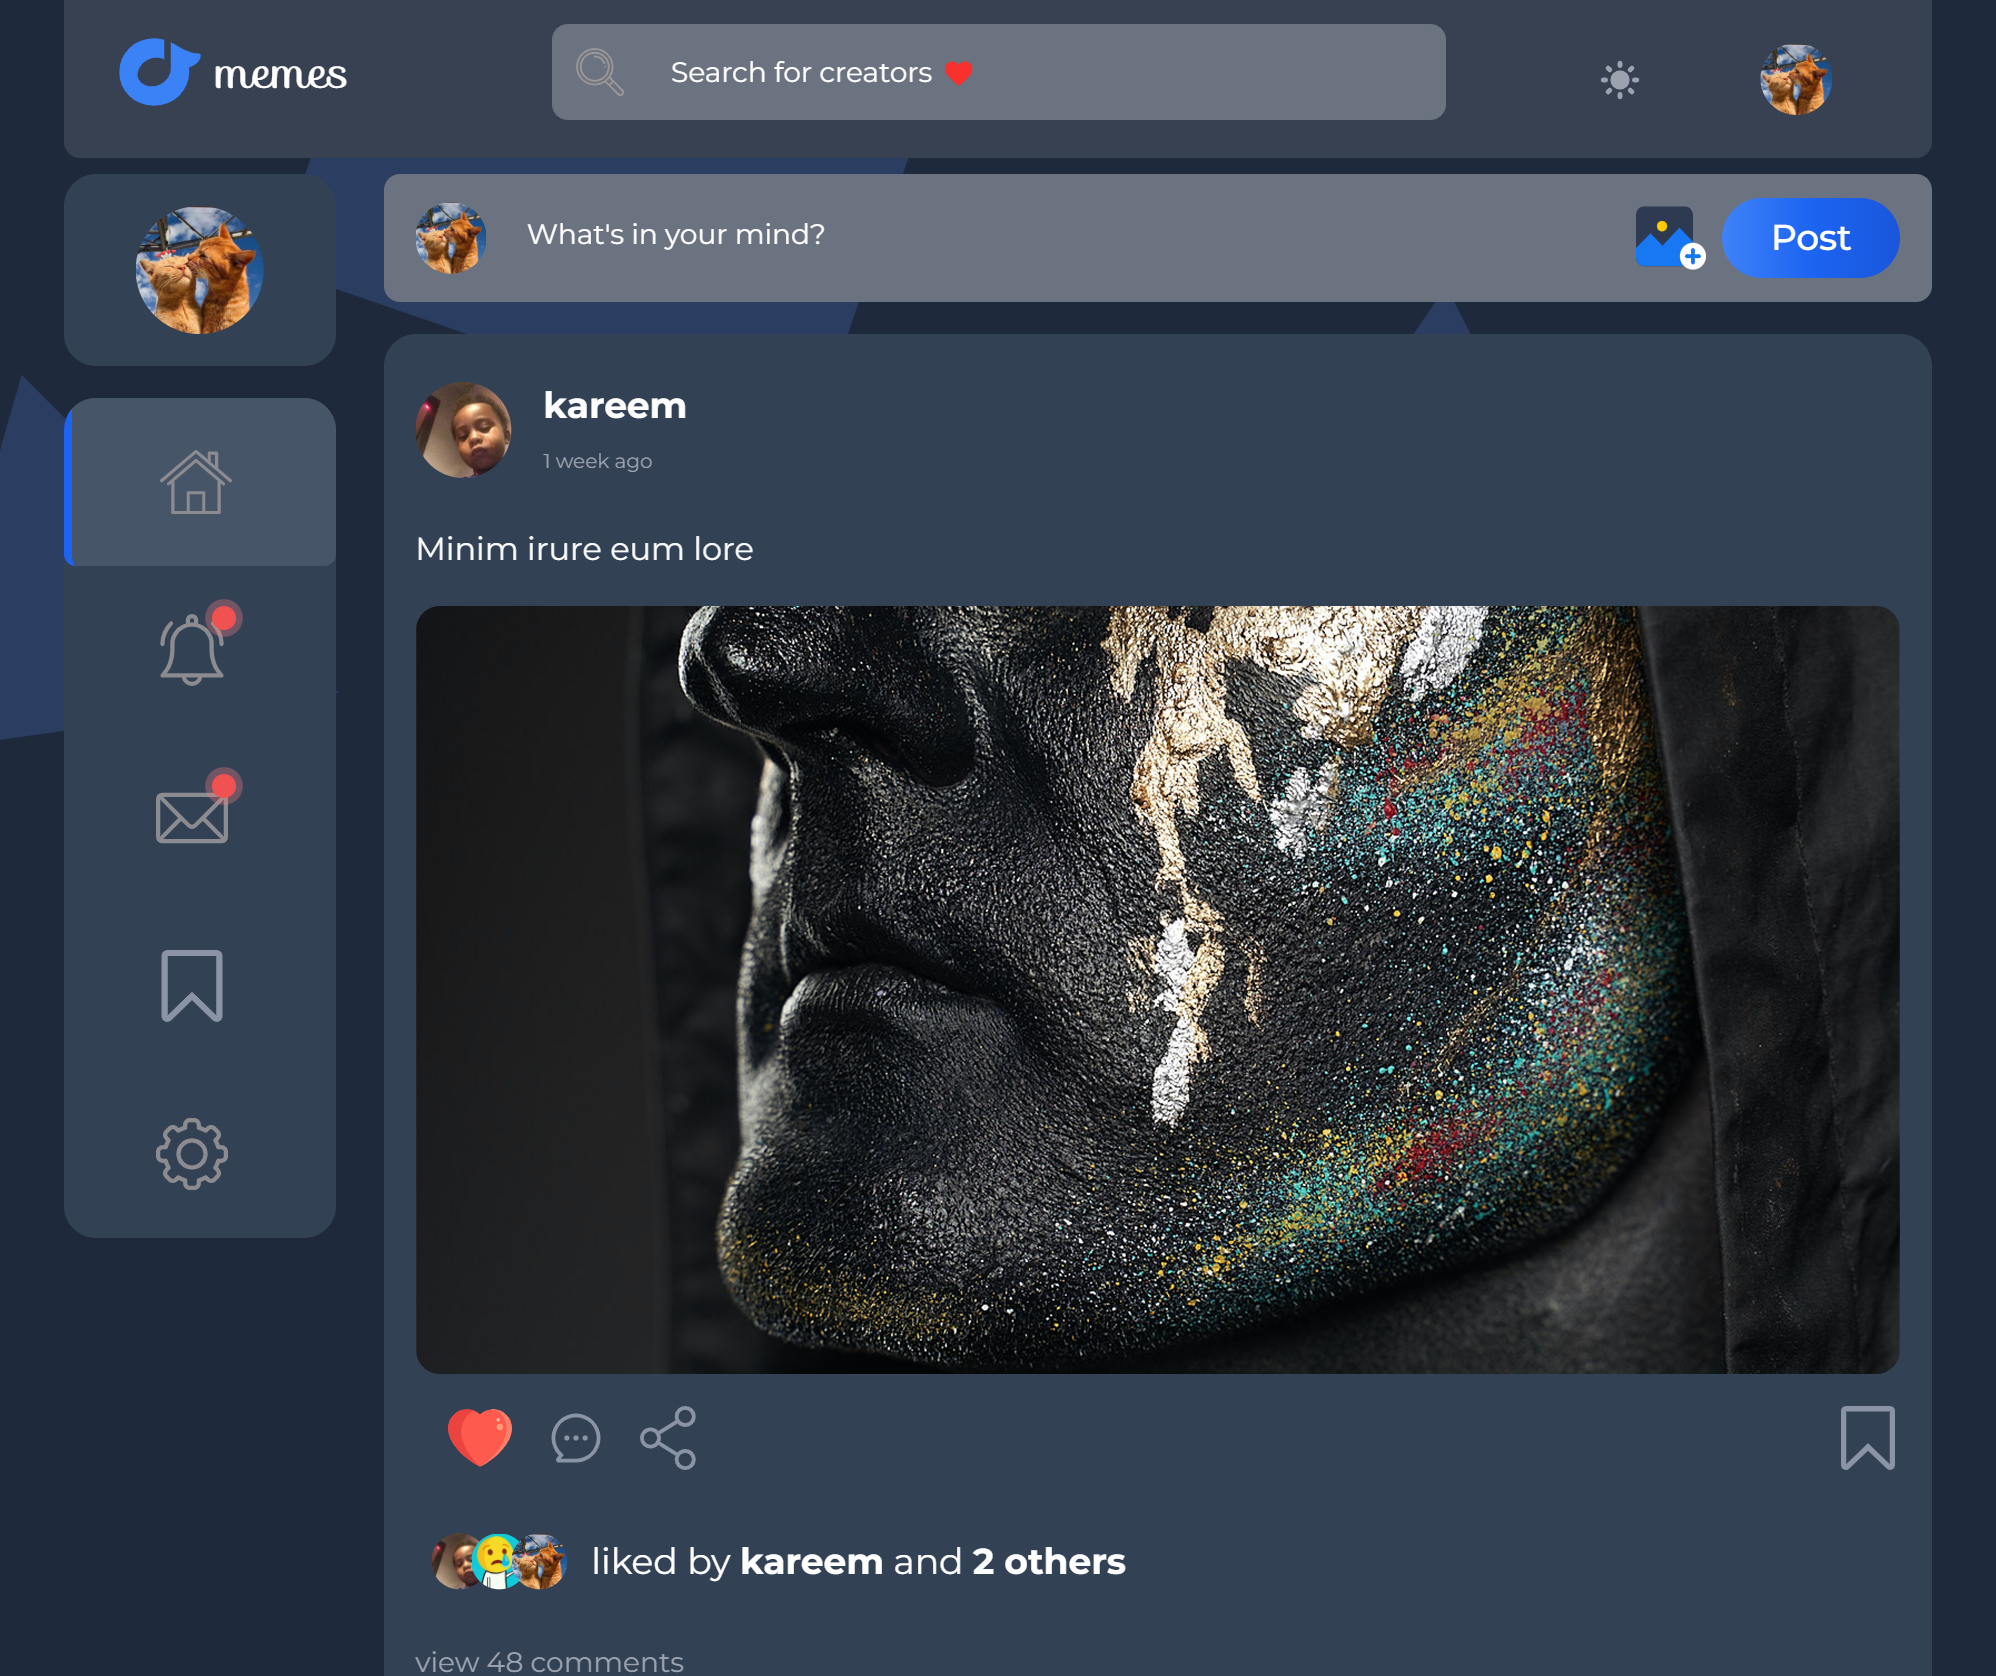 memes
Search for creators ❤️
What's in your mind?
Post
kareem
1 week ago
Minim irure eum lore
liked by kareem and 2 others
view 48 comments